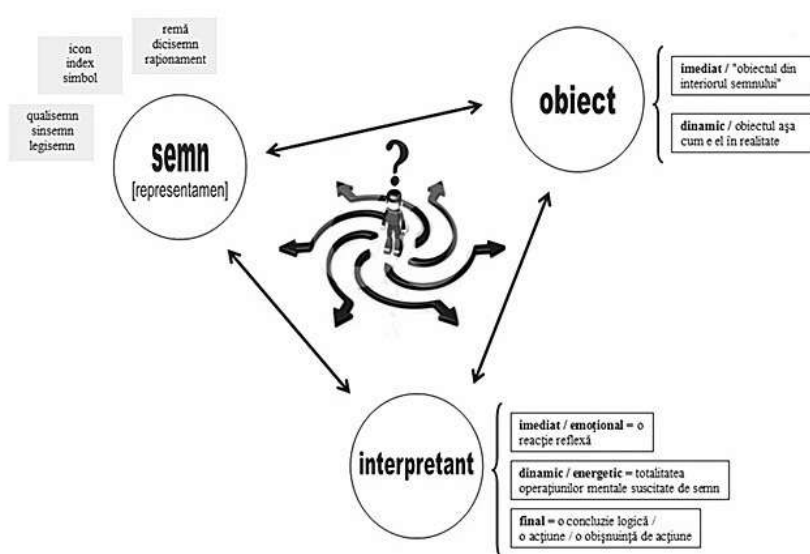 remă
dicisemn
raționament
icon
index
simbol
qualisemn
sinsemn
legisemn
semn
[representamen]
?
obiect
imediat / "obiectul din
interiorul semnului"
dinamic / obiectul așa
cum e el în realitate
interpretant
imediat / emoțional = o
reacție reflexă
dinamic / energetic = totalitatea
operațiunilor mentale suscitate de semn
final = o concluzie logică /
o acțiune / o obișnuință de acțiune